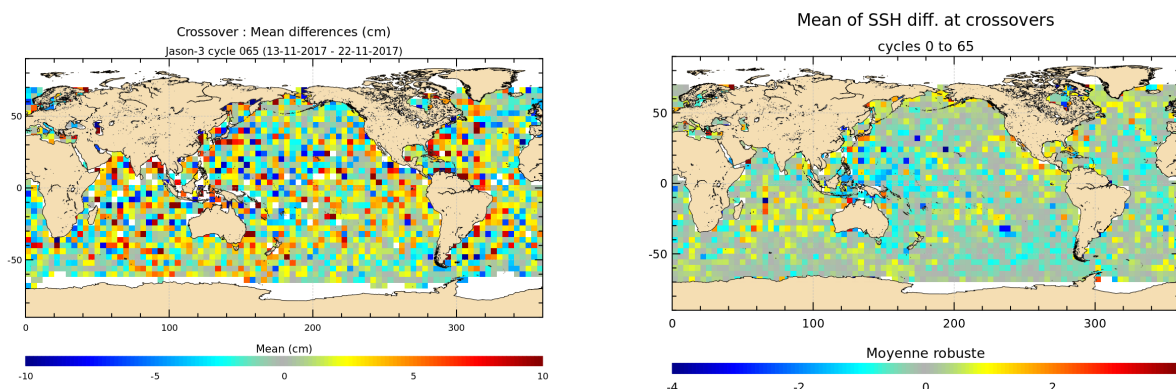 Crossover : Mean differences (cm)
Jason-3 cycle 065 (13-11-2017 - 22-11-2017)
50
0
-50
0 100 200 300
Mean (cm)
-10 -5 0 5 10
Mean of SSH diff. at crossovers
cycles 0 to 65
50
0
-50
0 100 200 300
Moyenne robuste
-4 -2 0 2